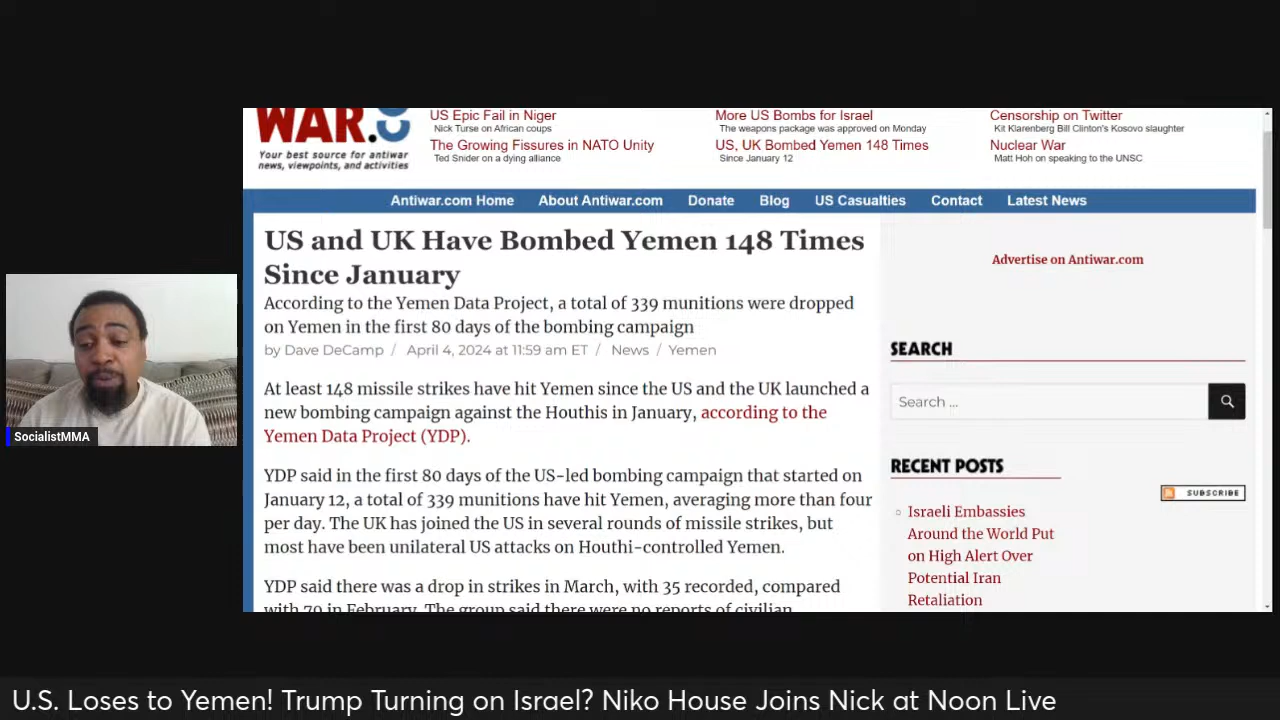 WAR.
Your best source for antiwar
news, viewpoints, and activities
US Epic Fail in Niger
Nick Turse on African coups
The Growing Fissures in NATO Unity
Ted Snider on a dying alliance
More US Bombs for Israel
The weapons package was approved on Monday
US, UK Bombed Yemen 148 Times
Since January 12
Censorship on Twitter
Kit Klarenberg Bill Clinton's Kosovo slaughter
Nuclear War
Matt Hoh on speaking to the UNSC
Antiwar.com Home About Antiwar.com Donate Blog US Casualties Contact Latest News
US and UK Have Bombed Yemen 148 Times
Since January
According to the Yemen Data Project, a total of 339 munitions were dropped
on Yemen in the first 80 days of the bombing campaign
by Dave DeCamp / April 4, 2024 at 11:59 am ET / News / Yemen
At least 148 missile strikes have hit Yemen since the US and the UK launched a
new bombing campaign against the Houthis in January, according to the
Yemen Data Project (YDP).
YDP said in the first 80 days of the US-led bombing campaign that started on
January 12, a total of 339 munitions have hit Yemen, averaging more than four
per day. The UK has joined the US in several rounds of missile strikes, but
most have been unilateral US attacks on Houthi-controlled Yemen.
YDP said there was a drop in strikes in March, with 35 recorded, compared
with 70 in February. The group said there were no reports of civilian
Advertise on Antiwar.com
SEARCH
Search ...
RECENT POSTS
SUBSCRIBE
Israeli Embassies
Around the World Put
on High Alert Over
Potential Iran
Retaliation
SocialistMMA
U.S. Loses to Yemen! Trump Turning on Israel? Niko House Joins Nick at Noon Live